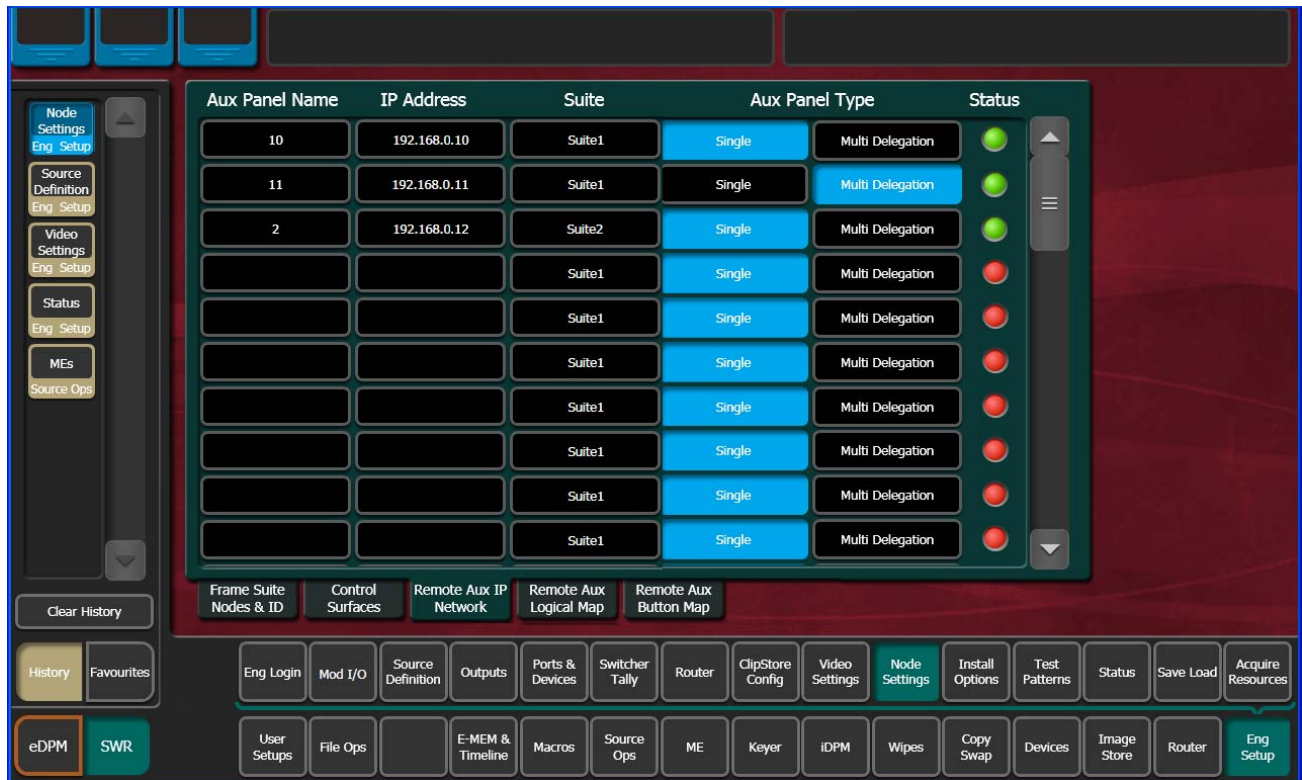 Aux Panel Name IP Address Suite Aux Panel Type Status
10 192.168.0.10 Suite1 Single Multi Delegation
11 192.168.0.11 Suite1 Single Multi Delegation
2 192.168.0.12 Suite2 Single Multi Delegation
Suite1 Single Multi Delegation
Suite1 Single Multi Delegation
Suite1 Single Multi Delegation
Suite1 Single Multi Delegation
Suite1 Single Multi Delegation
Suite1 Single Multi Delegation
Suite1 Single Multi Delegation
Node
Settings
Eng Setup
Source
Definition
Eng Setup
Video
Settings
Eng Setup
Status
Eng Setup
MEs
Source Ops
Clear History
History
Favourites
Frame Suite
Nodes & ID
Control
Surfaces
Remote Aux IP
Network
Remote Aux
Logical Map
Remote Aux
Button Map
Eng Login
Mod I/O
Source
Definition
Outputs
Ports &
Devices
Switcher
Tally
Router
ClipStore
Config
Video
Settings
Node
Settings
Install
Options
Test
Patterns
Status
Save Load
Acquire
Resources
eDPM
SWR
User
Setups
File Ops
E-MEM &
Timeline
Macros
Source
Ops
ME
Keyer
iDPM
Wipes
Copy
Swap
Devices
Image
Store
Router
Eng
Setup